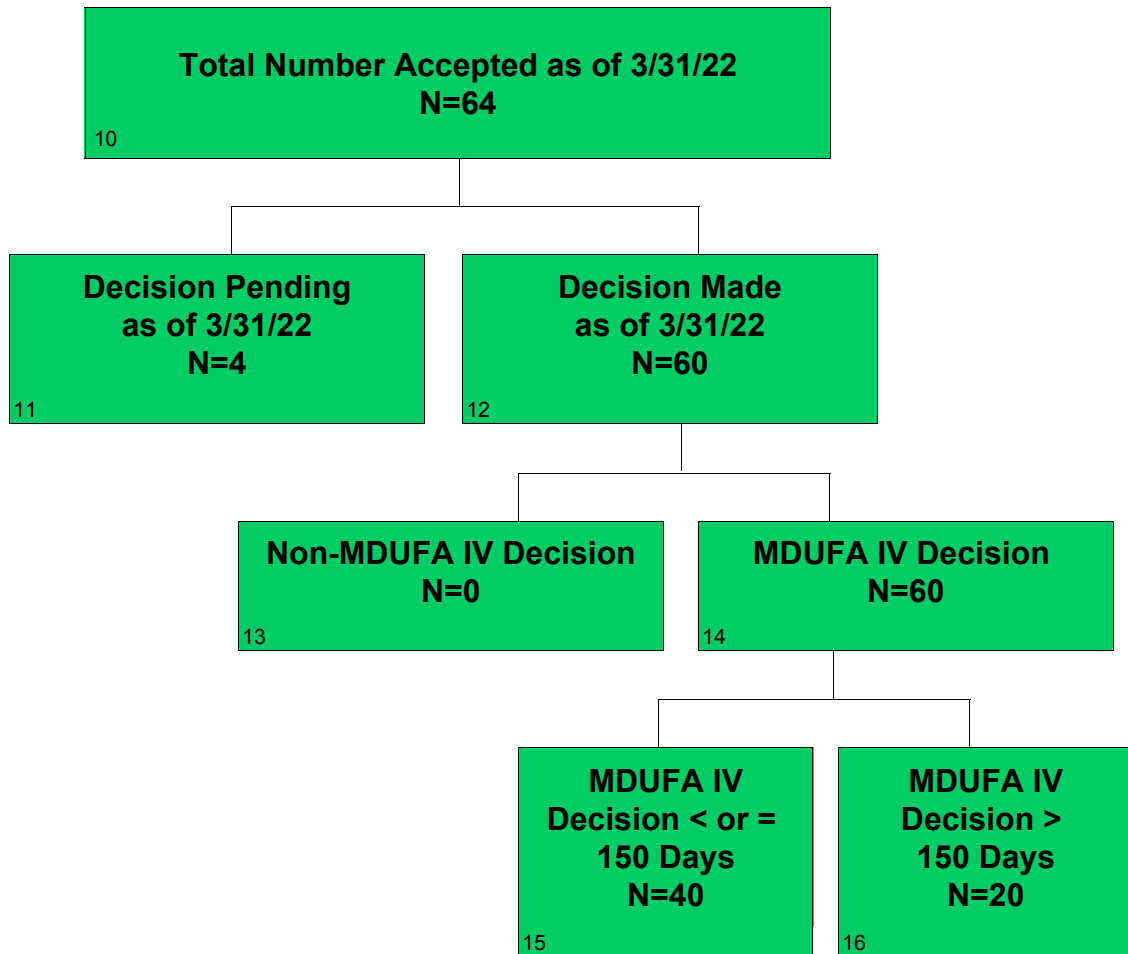 Total Number Accepted as of 3/31/22
N=64
10
Decision Pending
as of 3/31/22
N=4
11
Decision Made
as of 3/31/22
N=60
12
Non-MDUFA IV Decision
N=0
13
MDUFA IV Decision
N=60
14
MDUFA IV
Decision < or =
150 Days
N=40
15
MDUFA IV
Decision >
150 Days
N=20
16